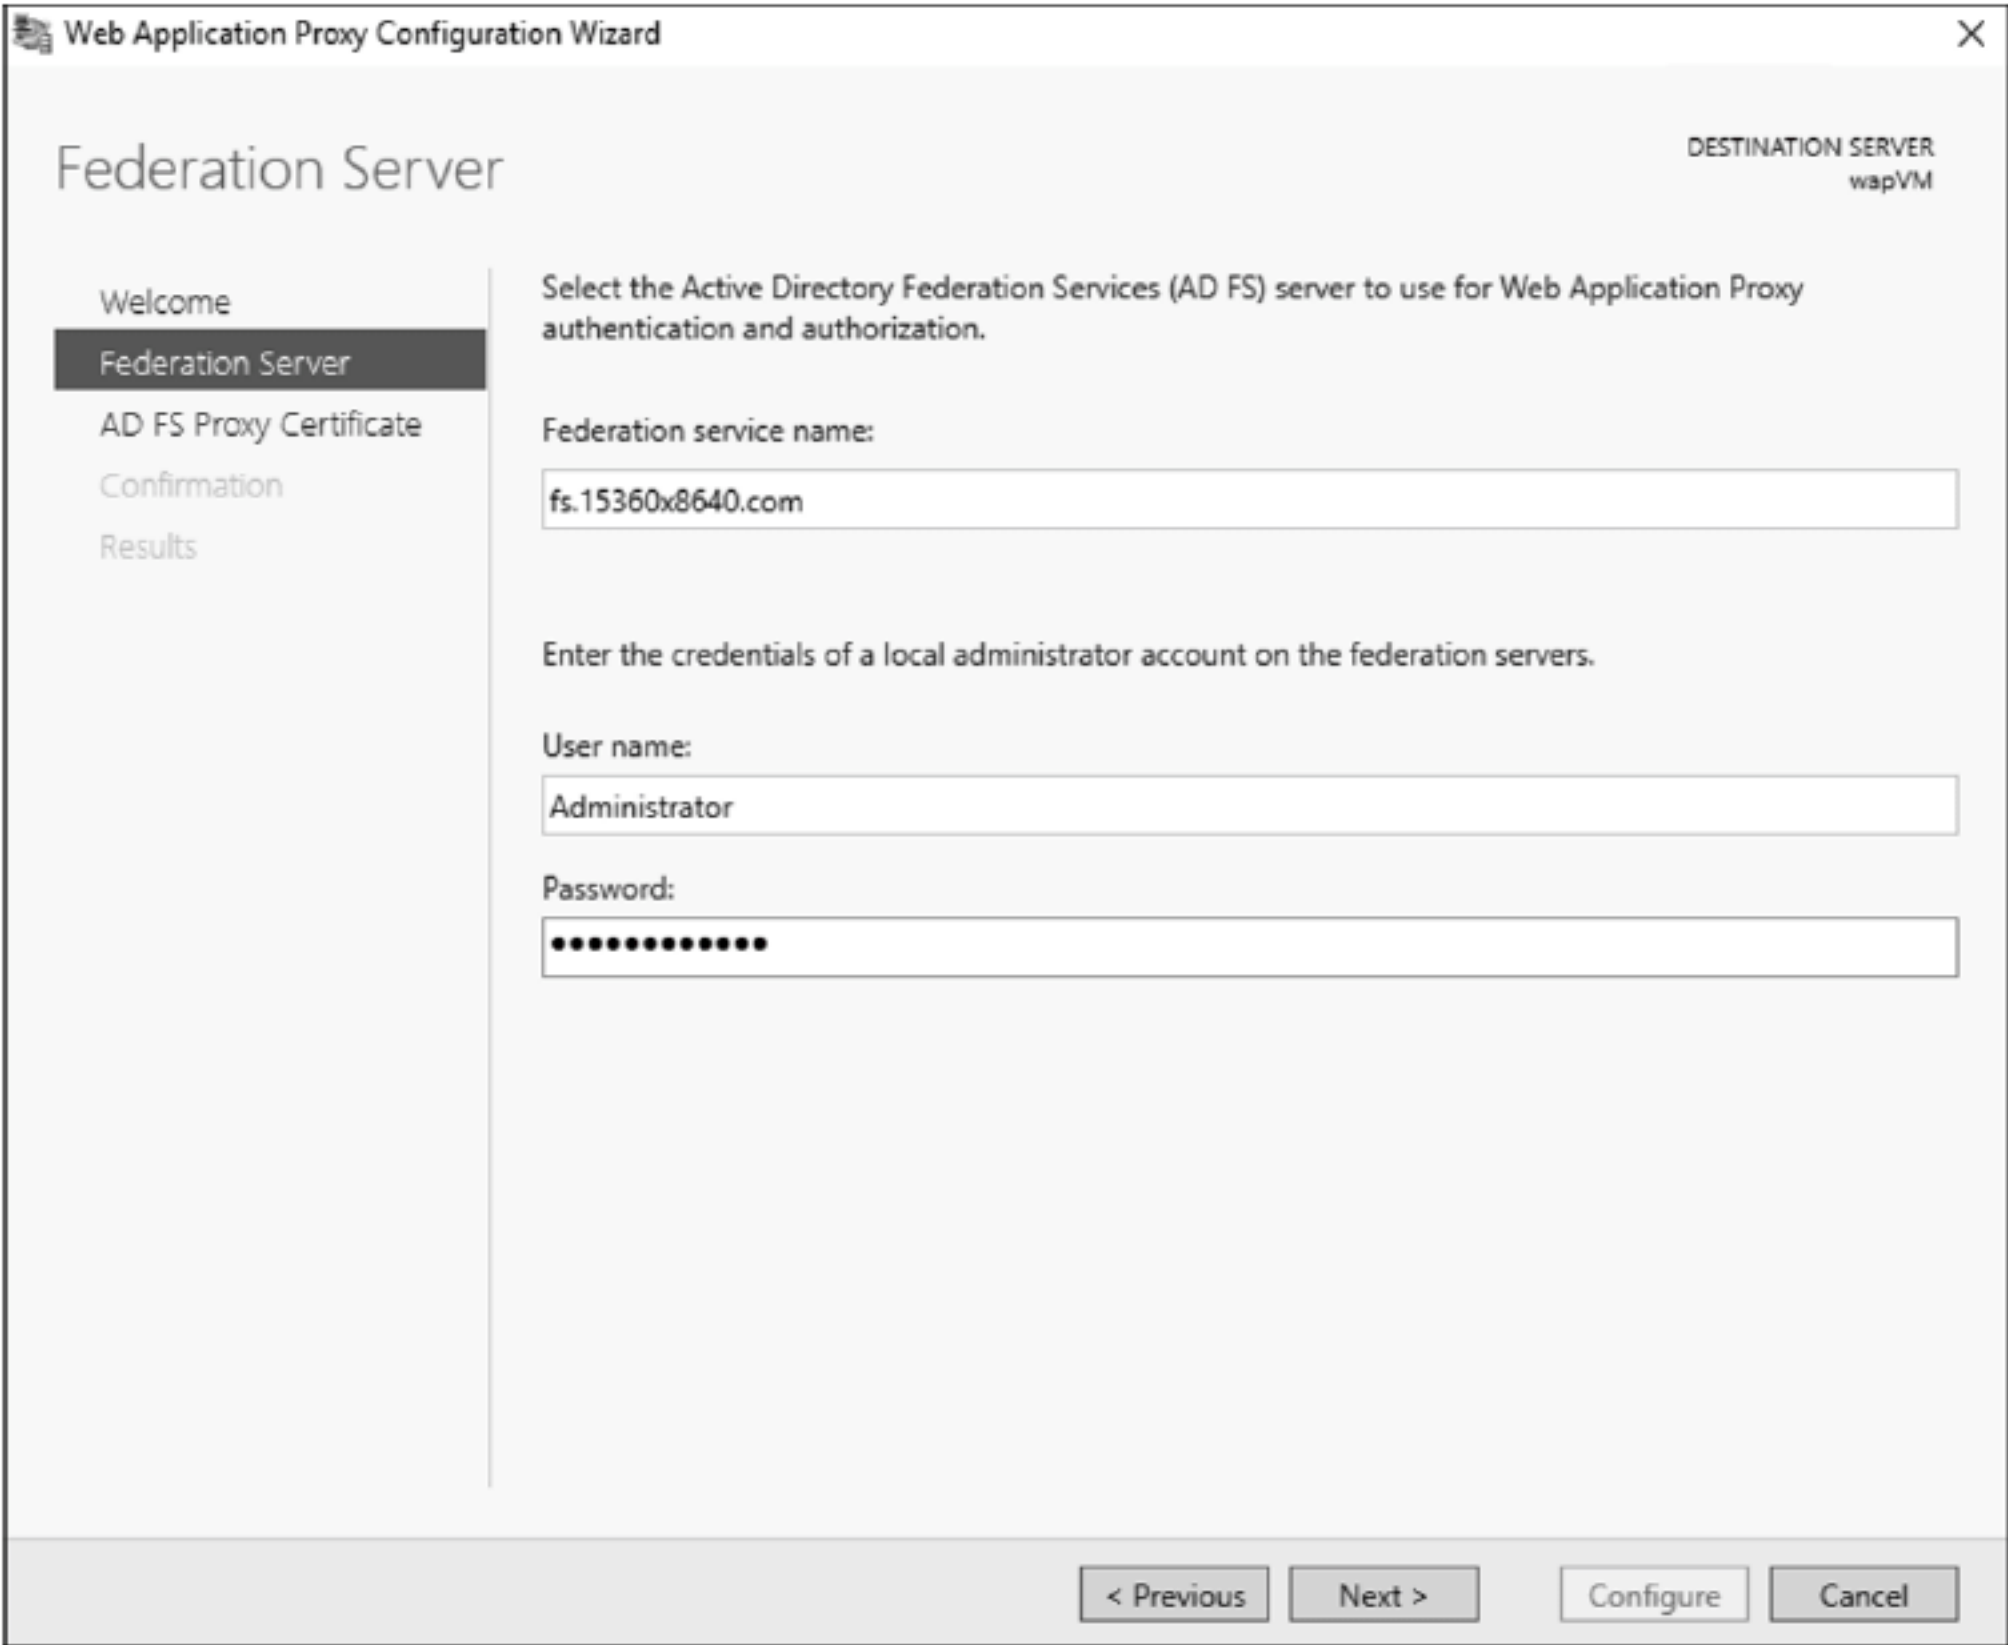 Web Application Proxy Configuration Wizard
Federation Server
DESTINATION SERVER
wapVM
Welcome
Federation Server
AD FS Proxy Certificate
Confirmation
Results
Select the Active Directory Federation Services (AD FS) server to use for Web Application Proxy
authentication and authorization.
Federation service name:
fs.15360x8640.com
Enter the credentials of a local administrator account on the federation servers.
User name:
Administrator
Password:
●●●●●●●●●●●●
< Previous
Next >
Configure
Cancel